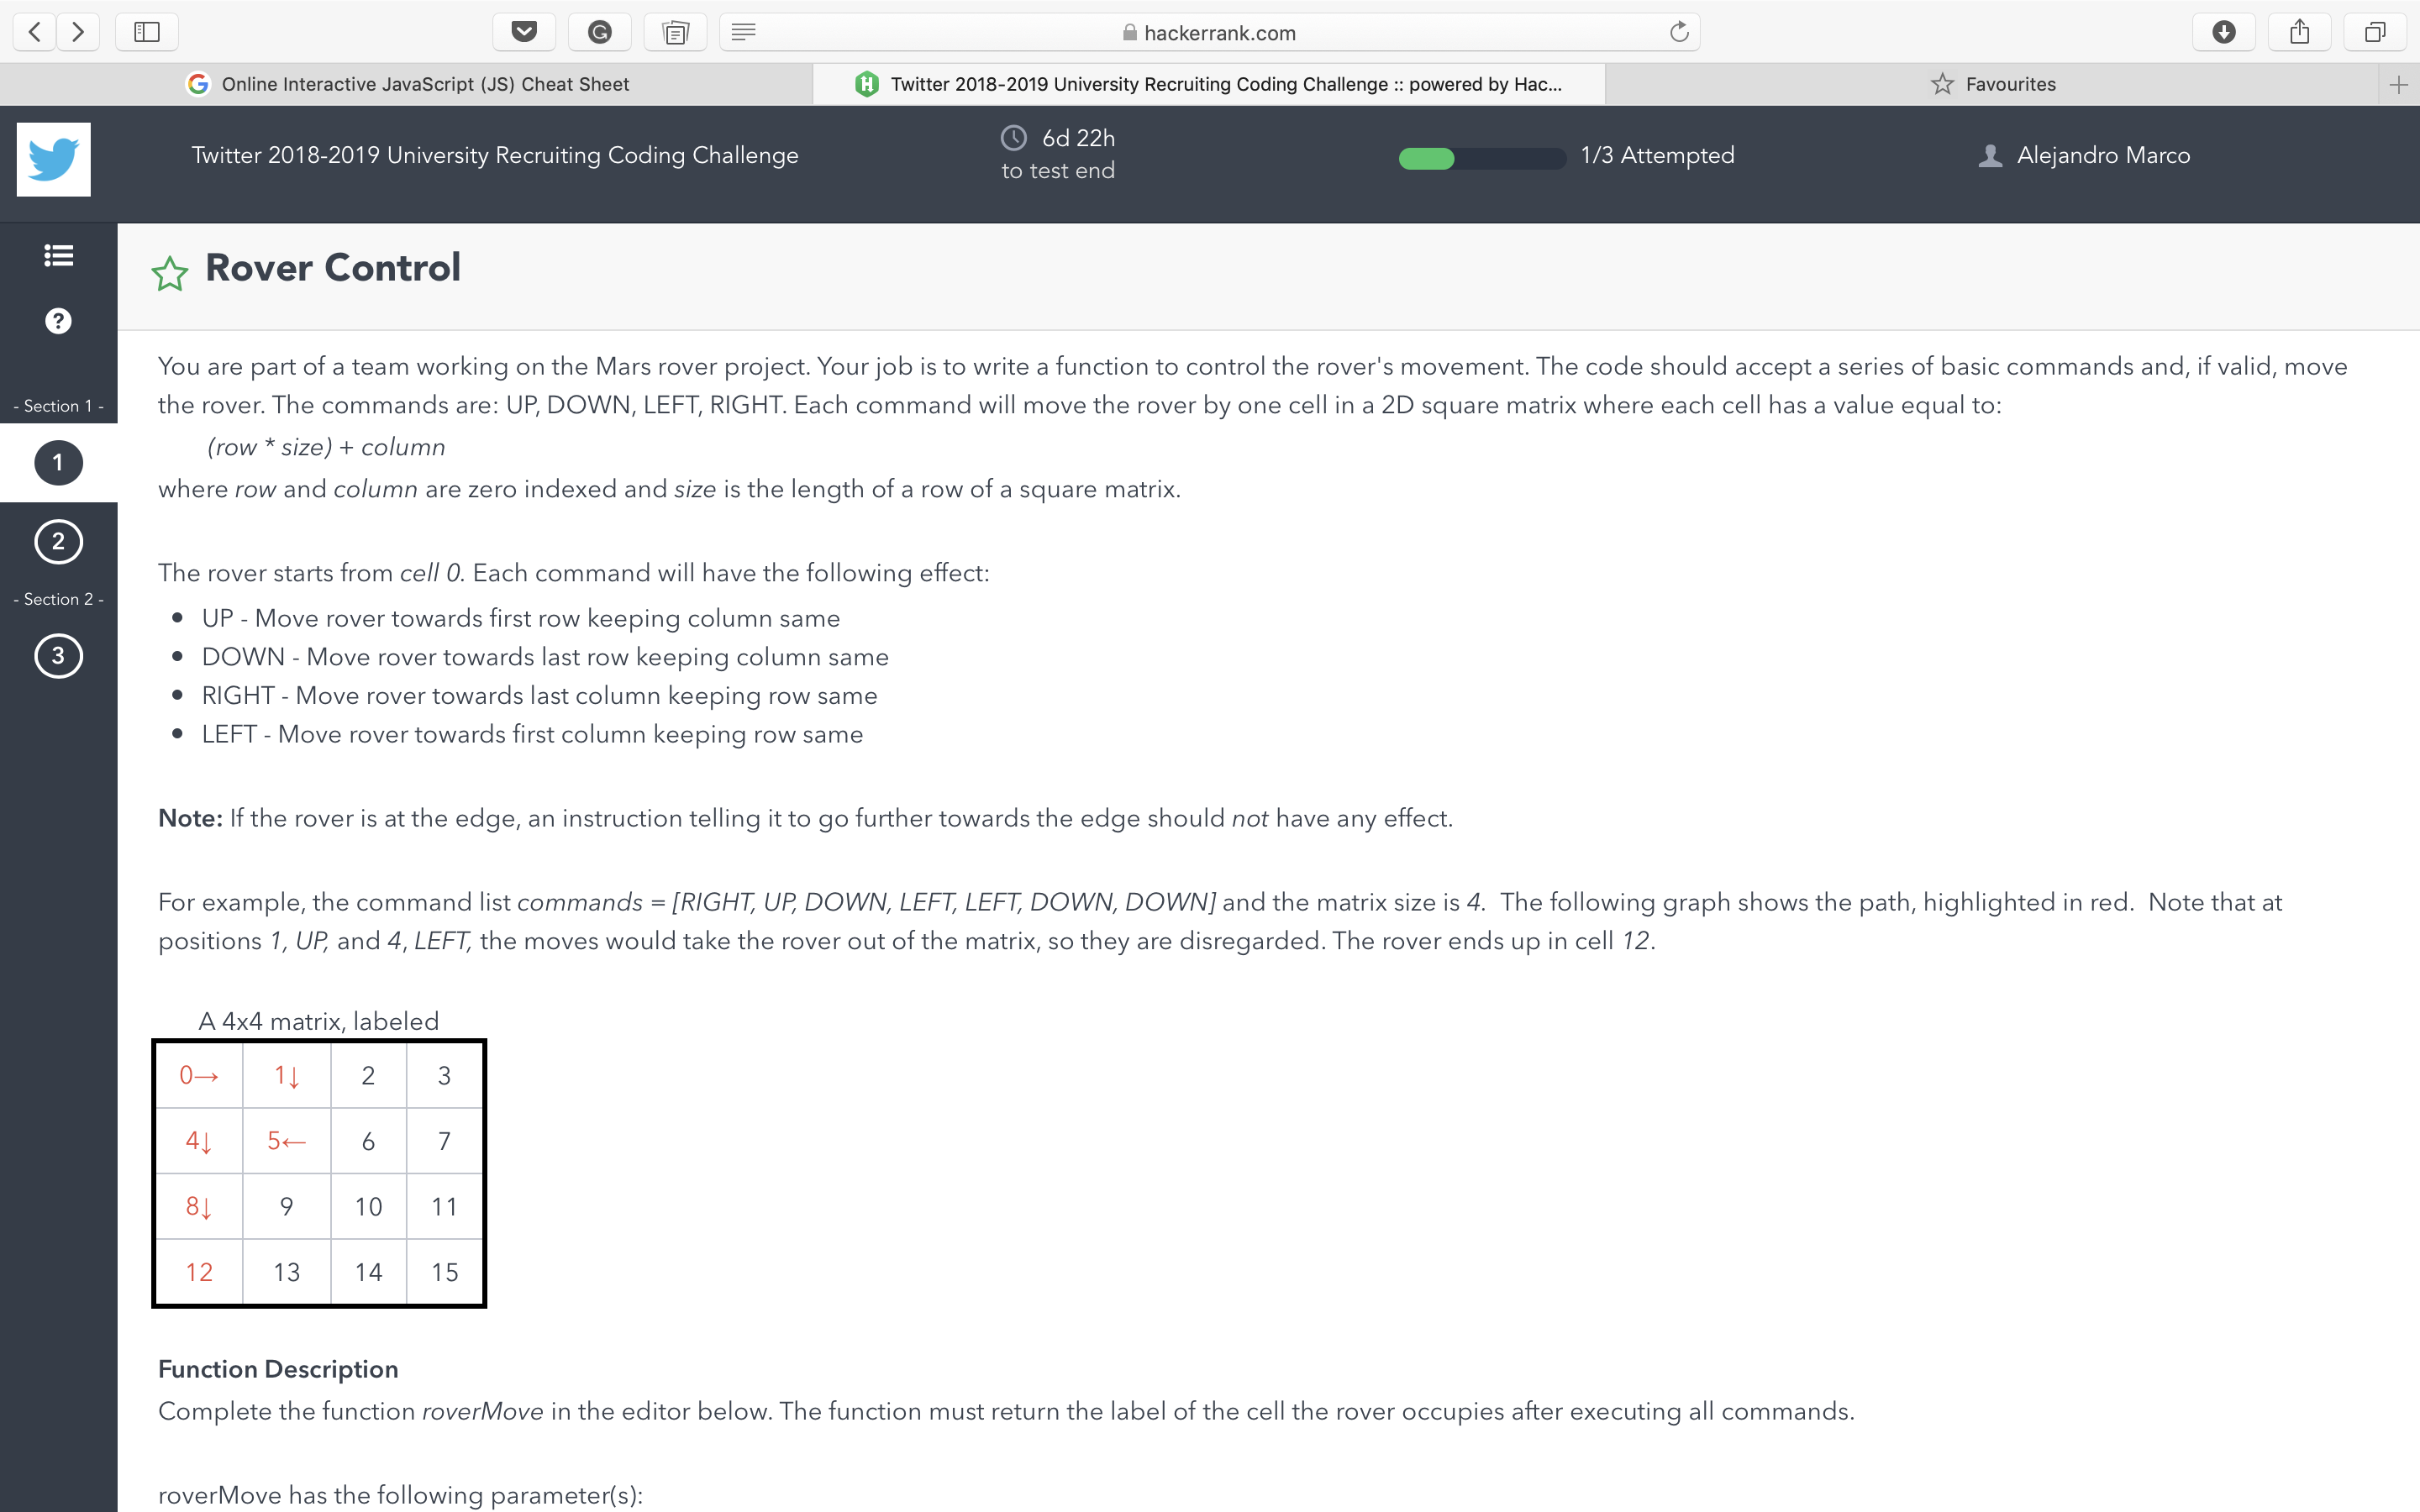 hackerrank.com
Online Interactive JavaScript (JS) Cheat Sheet
Twitter 2018-2019 University Recruiting Coding Challenge :: powered by Hac...
Favourites
Twitter 2018-2019 University Recruiting Coding Challenge
6d 22h
to test end
1/3 Attempted
Alejandro Marco
Rover Control
- Section 1 -
1
2
- Section 2 -
3
You are part of a team working on the Mars rover project. Your job is to write a function to control the rover's movement. The code should accept a series of basic commands and, if valid, move
the rover. The commands are: UP, DOWN, LEFT, RIGHT. Each command will move the rover by one cell in a 2D square matrix where each cell has a value equal to:
(row * size) + column
where row and column are zero indexed and size is the length of a row of a square matrix.
The rover starts from cell 0. Each command will have the following effect:
• UP - Move rover towards first row keeping column same
• DOWN - Move rover towards last row keeping column same
• RIGHT - Move rover towards last column keeping row same
• LEFT - Move rover towards first column keeping row same
Note: If the rover is at the edge, an instruction telling it to go further towards the edge should not have any effect.
For example, the command list commands = [RIGHT, UP, DOWN, LEFT, LEFT, DOWN, DOWN] and the matrix size is 4. The following graph shows the path, highlighted in red. Note that at
positions 1, UP, and 4, LEFT, the moves would take the rover out of the matrix, so they are disregarded. The rover ends up in cell 12.
A 4x4 matrix, labeled
0→ 1↓ 2 3
4↓ 5← 6 7
8↓ 9 10 11
12 13 14 15
Function Description
Complete the function roverMove in the editor below. The function must return the label of the cell the rover occupies after executing all commands.
roverMove has the following parameter(s):